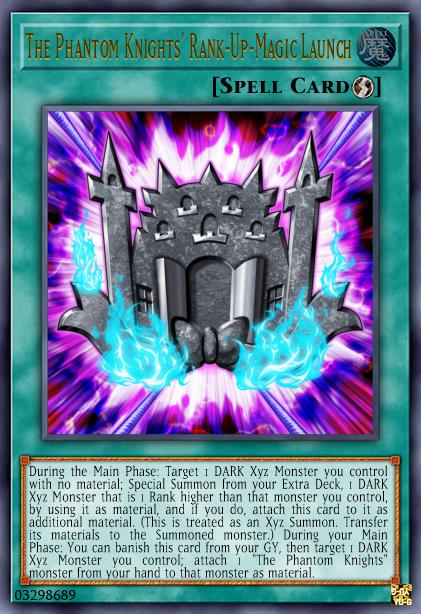 The Phantom Knights' Rank-Up-Magic Launch
魔
[Spell Card]
During the Main Phase: Target 1 DARK Xyz Monster you control
with no material; Special Summon from your Extra Deck, 1 DARK
Xyz Monster that is 1 Rank higher than that monster you control,
by using it as material, and if you do, attach this card to it as
additional material. (This is treated as an Xyz Summon. Transfer
its materials to the Summoned monster.) During your Main
Phase: You can banish this card from your GY, then target 1 DARK
Xyz Monster you control; attach 1 "The Phantom Knights"
monster from your hand to that monster as material.
03298689